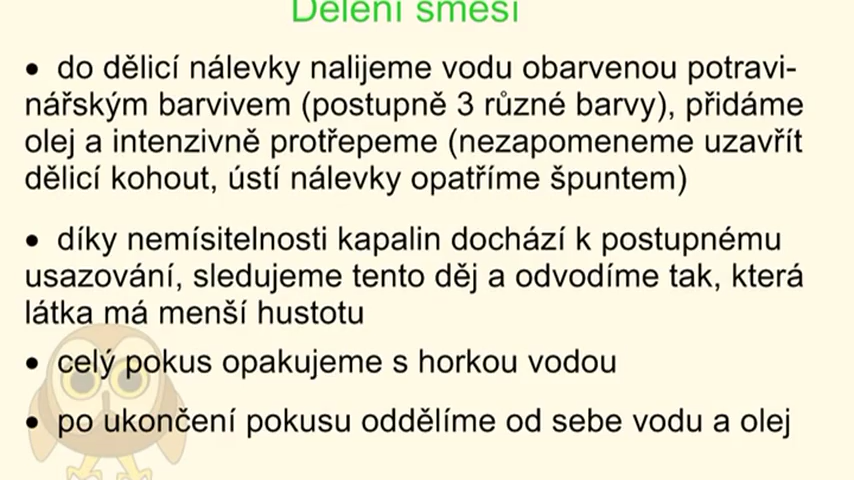 Dělení směsí
• do dělicí nálevky nalijeme vodu obarvenou potravi-
nářským barvivem (postupně 3 různé barvy), přidáme
olej a intenzivně protřepeme (nezapomeneme uzavřít
dělicí kohout, ústí nálevky opatříme špuntem)
• díky nemísitelnosti kapalin dochází k postupnému
usazování, sledujeme tento děj a odvodíme tak, která
látka má menší hustotu
• celý pokus opakujeme s horkou vodou
• po ukončení pokusu oddělíme od sebe vodu a olej